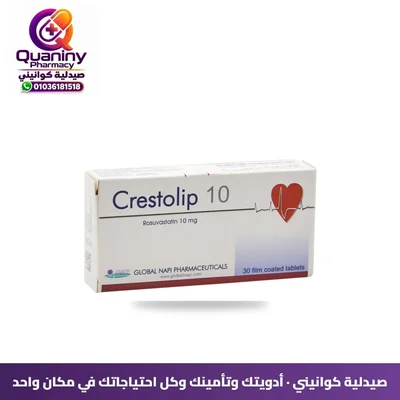 Quaniny
Pharmacy
صيدلية كوانيني
01036181518
Crestolip 10
Rosuvastatin 10 mg
GLOBAL NAPI PHARMACEUTICALS
30 film coated tablets
صيدلية كوانيني - أدويتك وتأمينك وكل احتياجاتك في مكان واحد